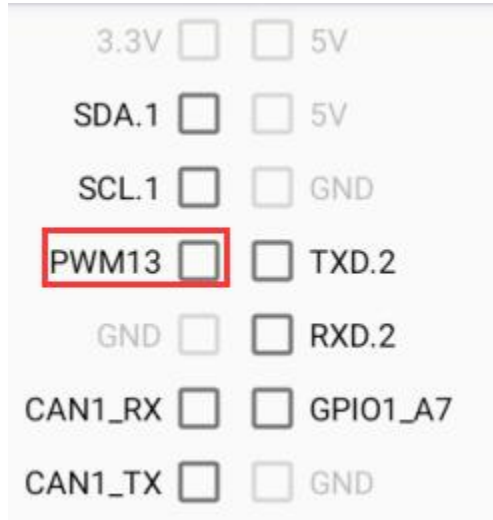 3.3V 5V
SDA.1 5V
SCL.1 GND
PWM13 TXD.2
GND RXD.2
CAN1_RX GPIO1_A7
CAN1_TX GND